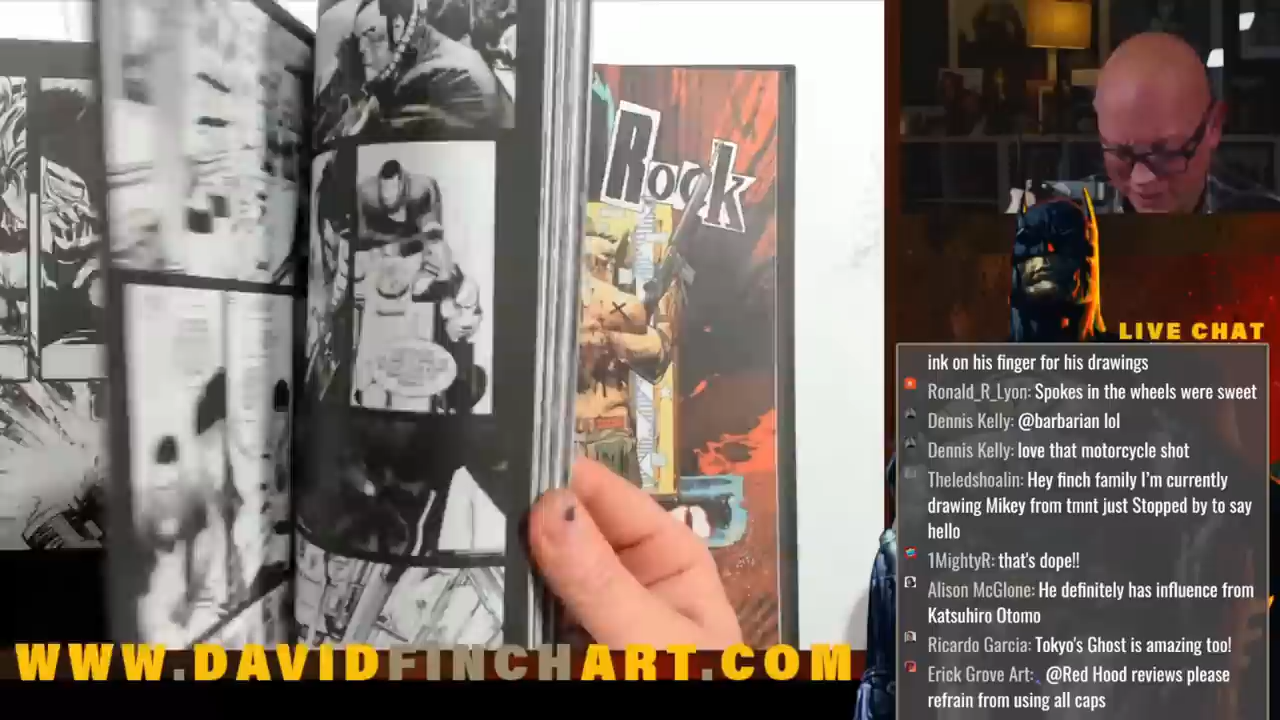 Rock
WWW.DAVIDFINCHART.COM
LIVE CHAT
ink on his finger for his drawings
Ronald_R_Lyon: Spokes in the wheels were sweet
Dennis Kelly: @barbarian lol
Dennis Kelly: love that motorcycle shot
Theledshoalin: Hey finch family I'm currently
drawing Mikey from tmnt just Stopped by to say
hello
1MightyR: that's dope!!
Alison McGlone: He definitely has influence from
Katsuhiro Otomo
Ricardo Garcia: Tokyo's Ghost is amazing too!
Erick Grove Art: @Red Hood reviews please
refrain from using all caps